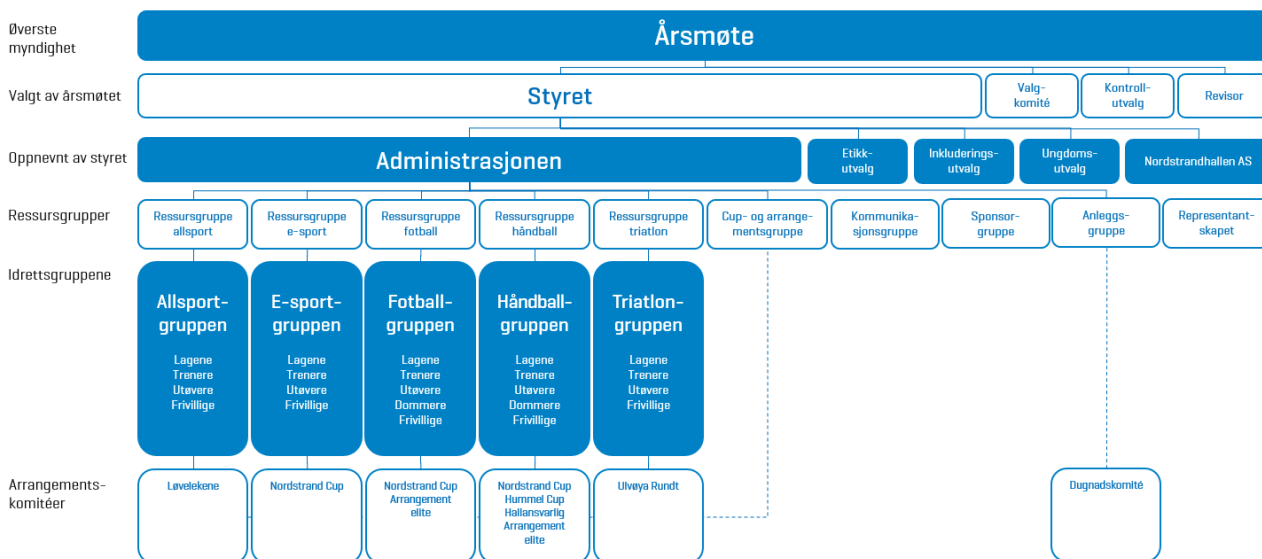 Øverste
myndighet
Årsmøte
Valgt av årsmøtet
Styret
Valg-
komité
Kontroll-
utvalg
Revisor
Oppnevnt av styret
Administrasjonen
Etikk-
utvalg
Inkluderings-
utvalg
Ungdoms-
utvalg
Nordstrandhallen AS
Ressursgrupper
Ressursgruppe
allsport
Ressursgruppe
e-sport
Ressursgruppe
fotball
Ressursgruppe
håndball
Ressursgruppe
triatlon
Cup- og arrange-
mentsgruppe
Kommunika-
sjonsgruppe
Sponsor-
gruppe
Anleggs-
gruppe
Representant-
skapet
Idrettsgruppene
Allsport-
gruppen
Lagene
Trenere
Utøvere
Frivillige
E-sport-
gruppen
Lagene
Trenere
Utøvere
Frivillige
Fotball-
gruppen
Lagene
Trenere
Utøvere
Dommere
Frivillige
Håndball-
gruppen
Lagene
Trenere
Utøvere
Dommere
Frivillige
Triatlon-
gruppen
Lagene
Trenere
Utøvere
Frivillige
Arrangements-
komitéer
Løvelekene
Nordstrand Cup
Nordstrand Cup
Arrangement
elite
Nordstrand Cup
Hummel Cup
Hallansvarlig
Arrangement
elite
Ulvøya Rundt
Dugnadskomité